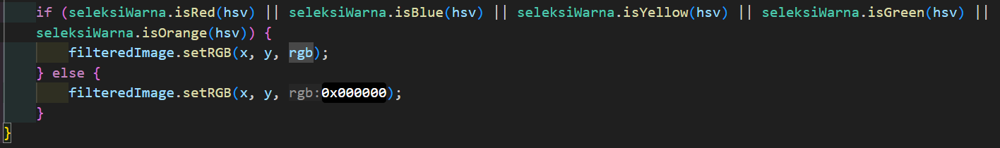 if (seleksiWarna.isRed(hsv) || seleksiWarna.isBlue(hsv) || seleksiWarna.isYellow(hsv) || seleksiWarna.isGreen(hsv) ||
seleksiWarna.isOrange(hsv)) {
filteredImage.setRGB(x, y, rgb);
} else {
filteredImage.setRGB(x, y, rgb:0x000000);
}
}